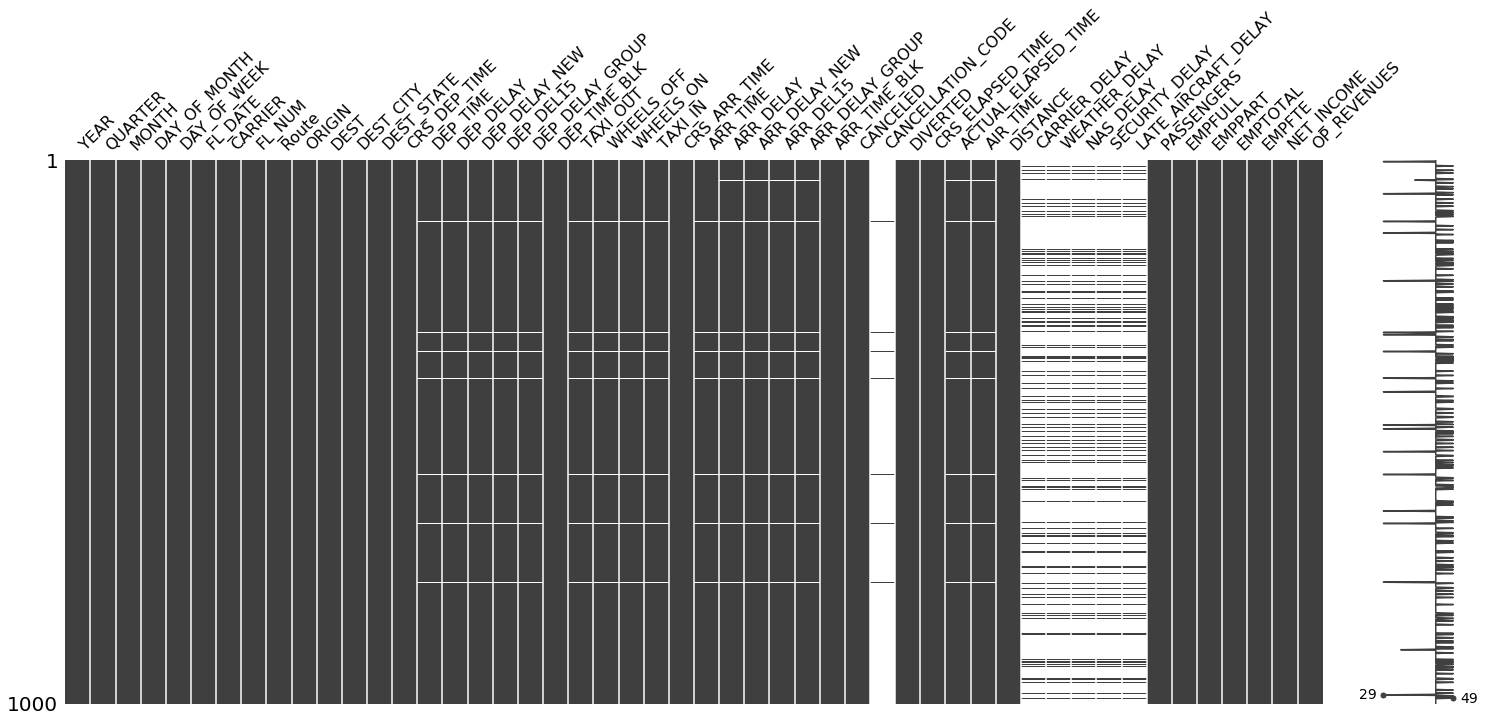 YEAR
QUARTER
MONTH
DAY_OF_MONTH
DAY_OF_WEEK
FL_DATE
CARRIER
FL_NUM
Route
ORIGIN
DEST
DEST_CITY
DEST_STATE
CRS_DEP_TIME
DEP_TIME
DEP_DELAY
DEP_DELAY_NEW
DEP_DEL15
DEP_DELAY_GROUP
DEP_TIME_BLK
TAXI_OUT
WHEELS_OFF
WHEELS_ON
TAXI_IN
CRS_ARR_TIME
ARR_TIME
ARR_DELAY
ARR_DELAY_NEW
ARR_DEL15
ARR_DELAY_GROUP
ARR_TIME_BLK
CANCELED
CANCELLATION_CODE
DIVERTED
CRS_ELAPSED_TIME
ACTUAL_ELAPSED_TIME
AIR_TIME
DISTANCE
CARRIER_DELAY
WEATHER_DELAY
NAS_DELAY
SECURITY_DELAY
LATE_AIRCRAFT_DELAY
PASSENGERS
EMPFULL
EMPPART
EMPTOTAL
EMPFTE
NET_INCOME
OP_REVENUES
1
1000
29
49